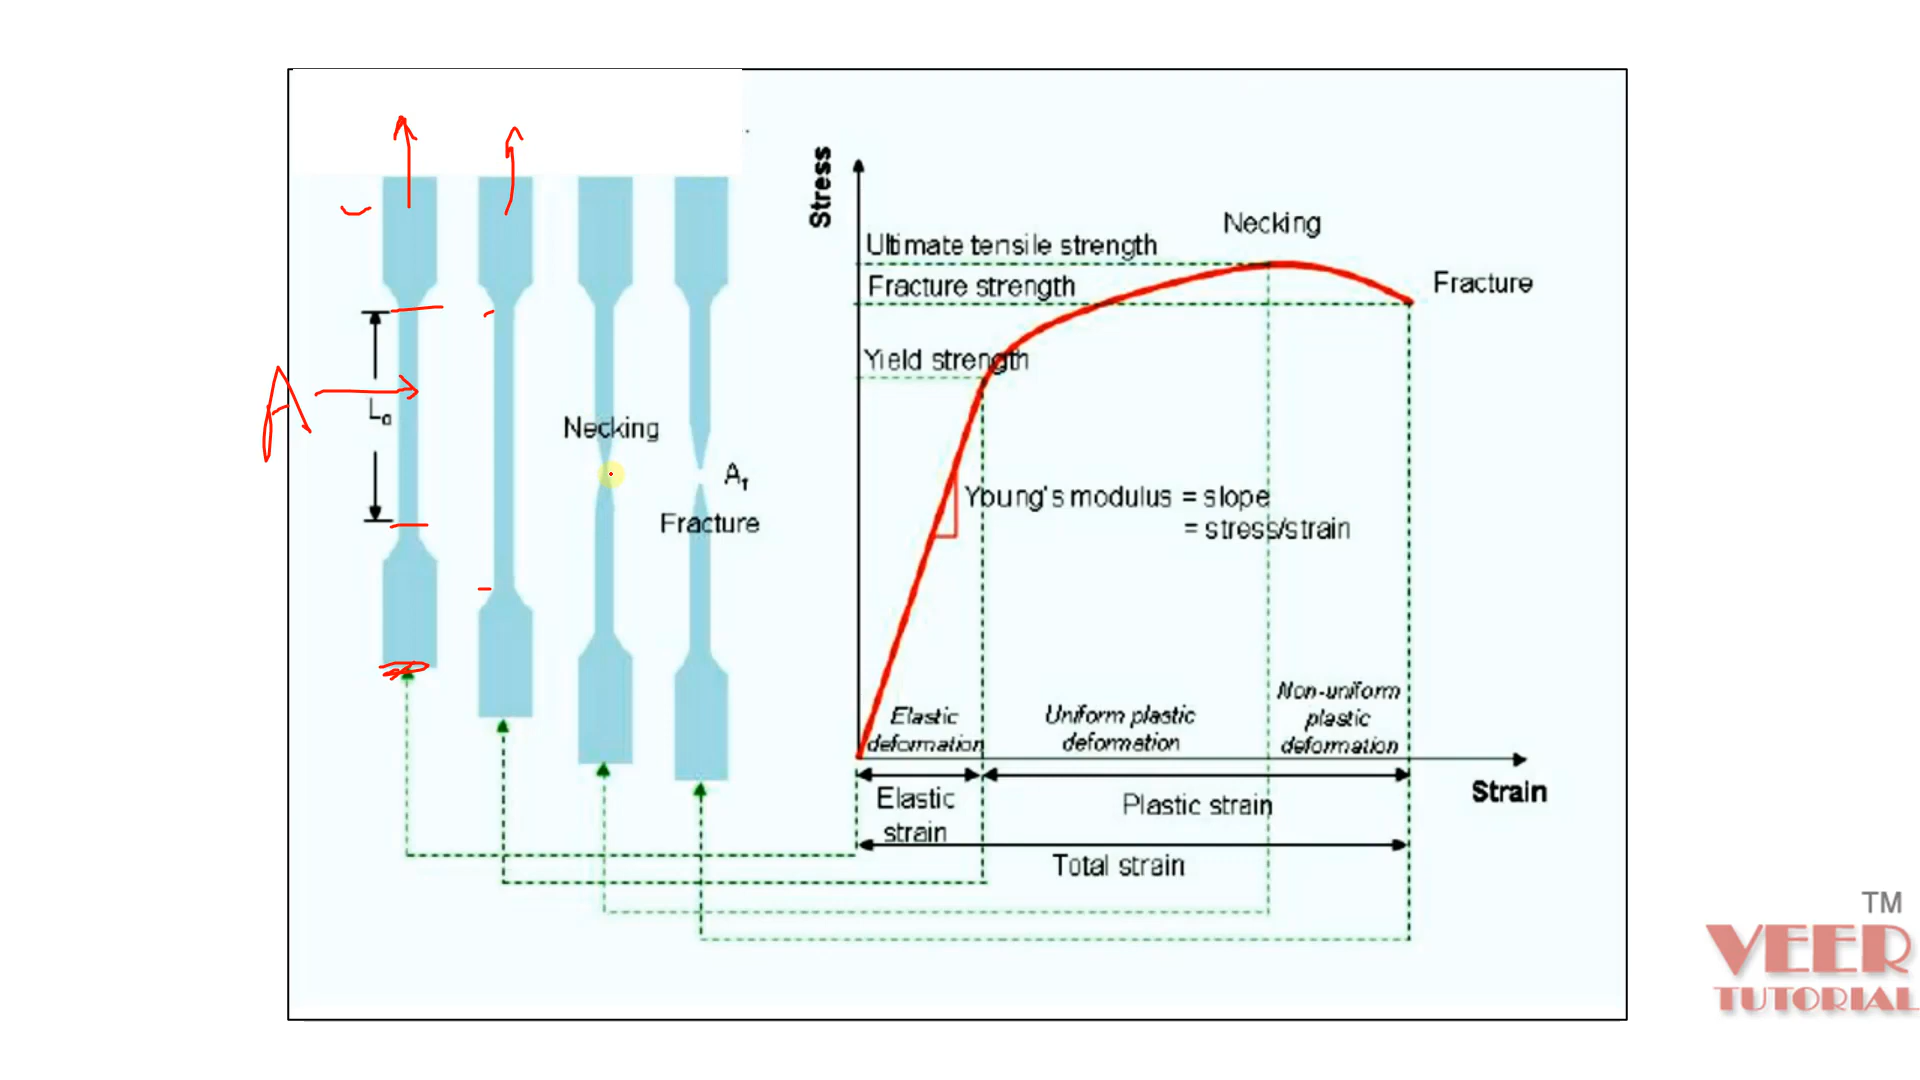 Stress
Necking
Ultimate tensile strength
Fracture strength
Fracture
Yield strength
A
L₀
Necking
A_f
Fracture
Young's modulus = slope
= stress/strain
Elastic
deformation
Uniform plastic
deformation
Non-uniform
plastic
deformation
Strain
Elastic
strain
Plastic strain
Total strain
TM
VEER
TUTORIAL